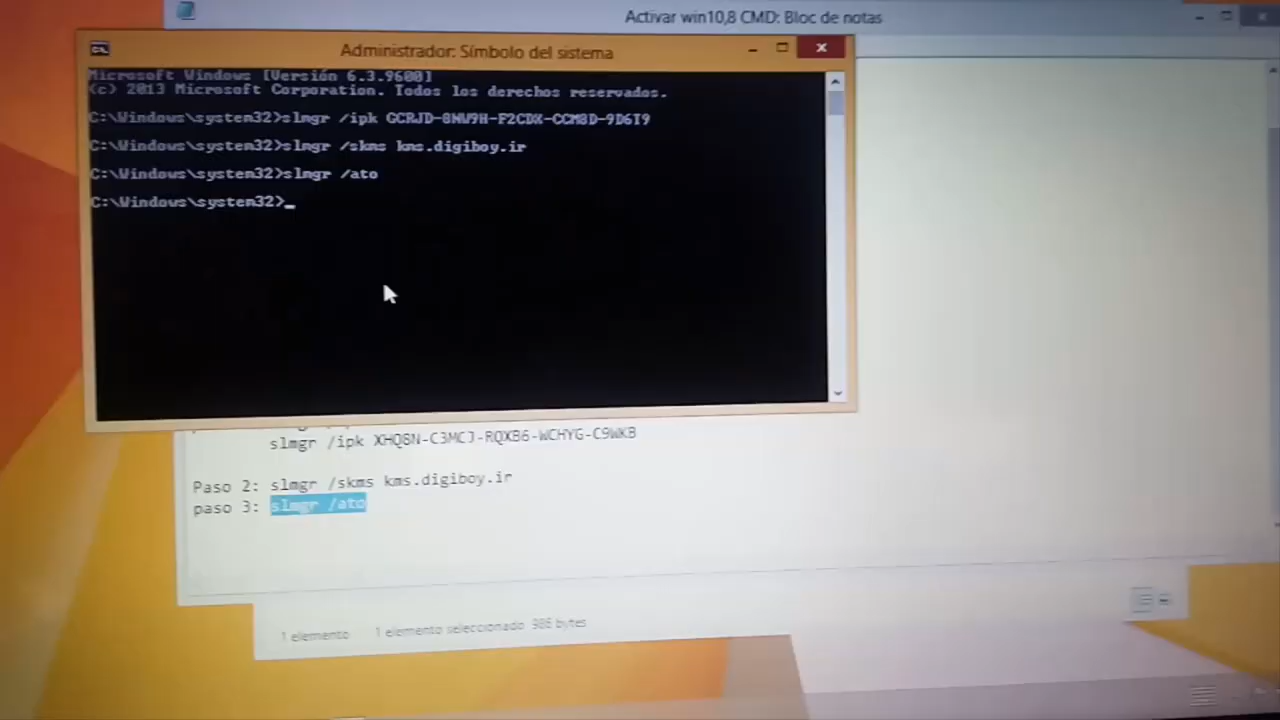 Activar win10,8 CMD: Bloc de notas
Administrador: Símbolo del sistema
Microsoft Windows [Versión 6.3.9600]
(c) 2013 Microsoft Corporation. Todos los derechos reservados.
C:\Windows\system32>slmgr /ipk GCRJD-8NW9H-F2CDX-CCM8D-9D6T9
C:\Windows\system32>slmgr /skms kms.digiboy.ir
C:\Windows\system32>slmgr /ato
C:\Windows\system32>_
slmgr /ipk XHQ8N-C3MCJ-RQXB6-WCHYG-C9WKB
Paso 2: slmgr /skms kms.digiboy.ir
paso 3: slmgr /ato
1 elemento 1 elemento seleccionado 986 bytes